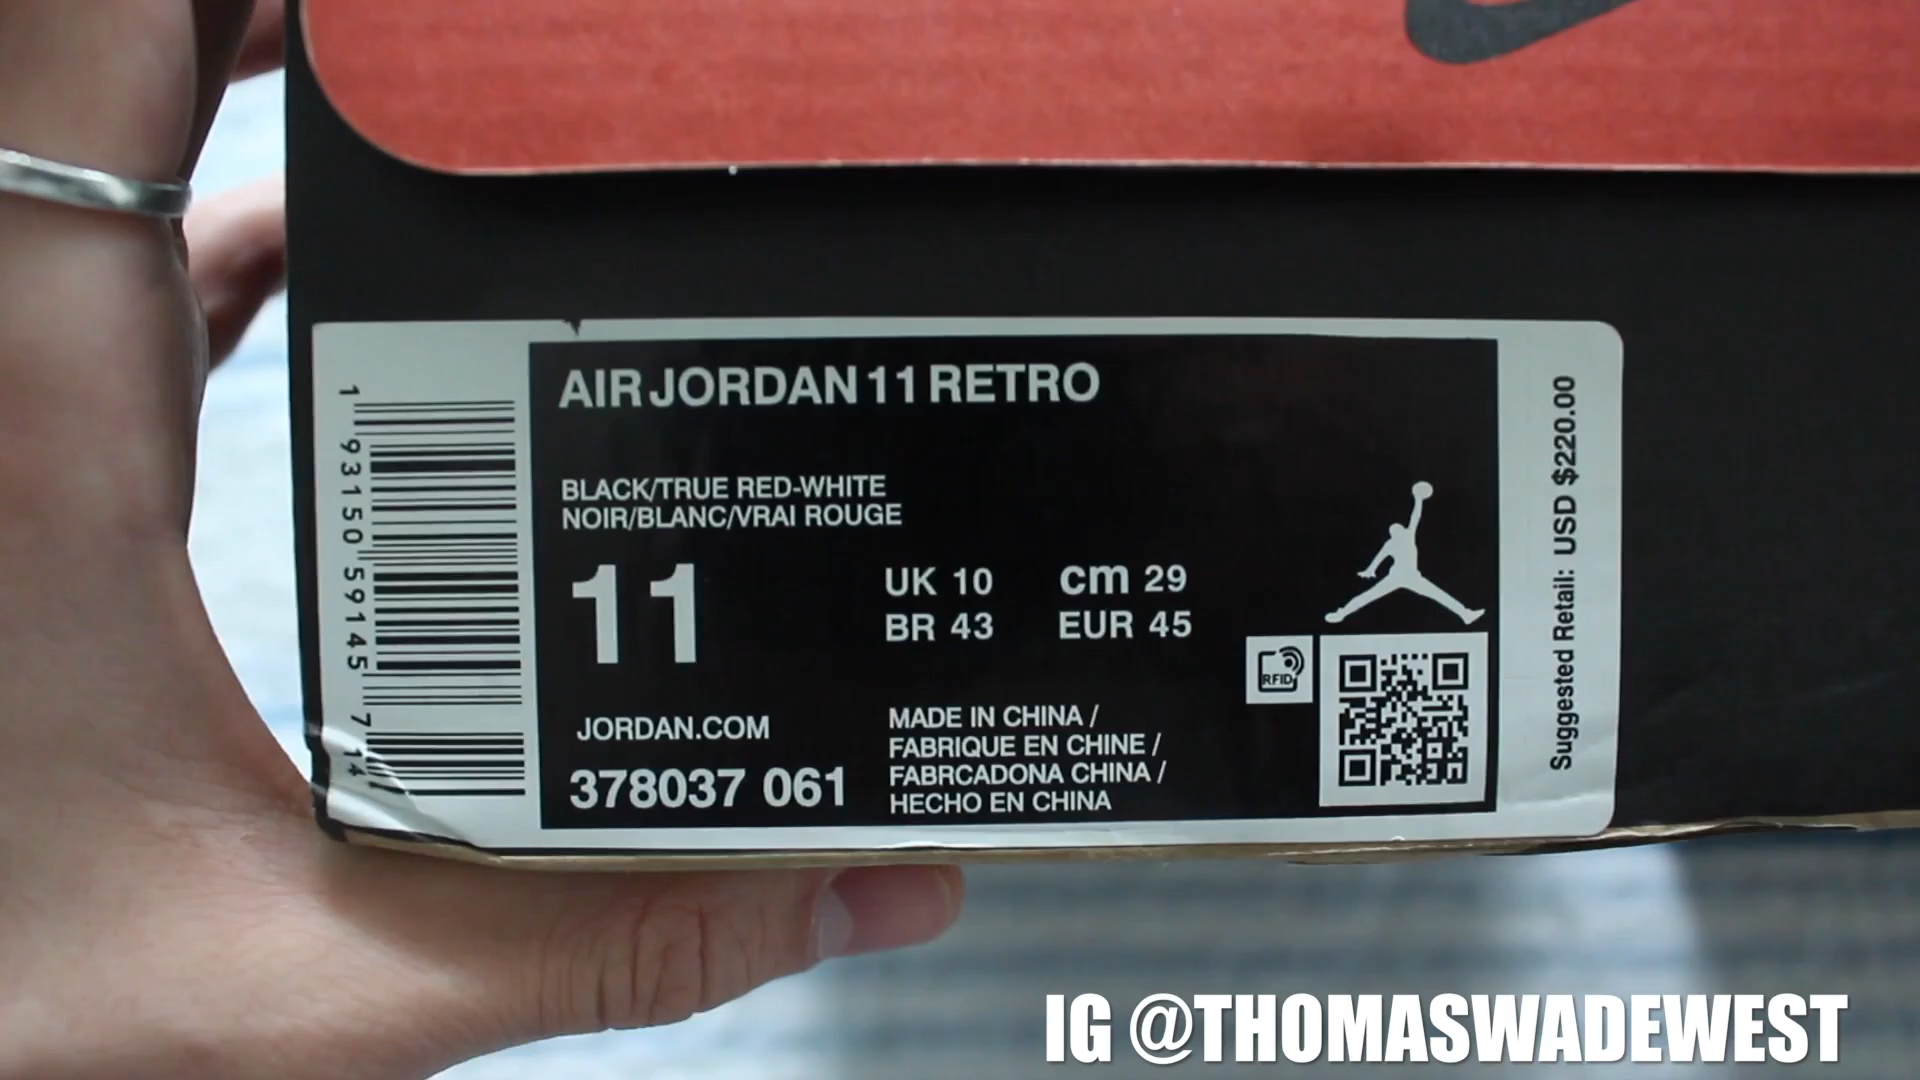 AIR JORDAN 11 RETRO
BLACK/TRUE RED-WHITE
NOIR/BLANC/VRAI ROUGE
11
UK 10
cm 29
BR 43
EUR 45
RFID
JORDAN.COM
378037 061
MADE IN CHINA /
FABRIQUE EN CHINE /
FABRCADONA CHINA /
HECHO EN CHINA
Suggested Retail: USD $220.00
1 93150 59145 7 14
IG @THOMASWADEWEST